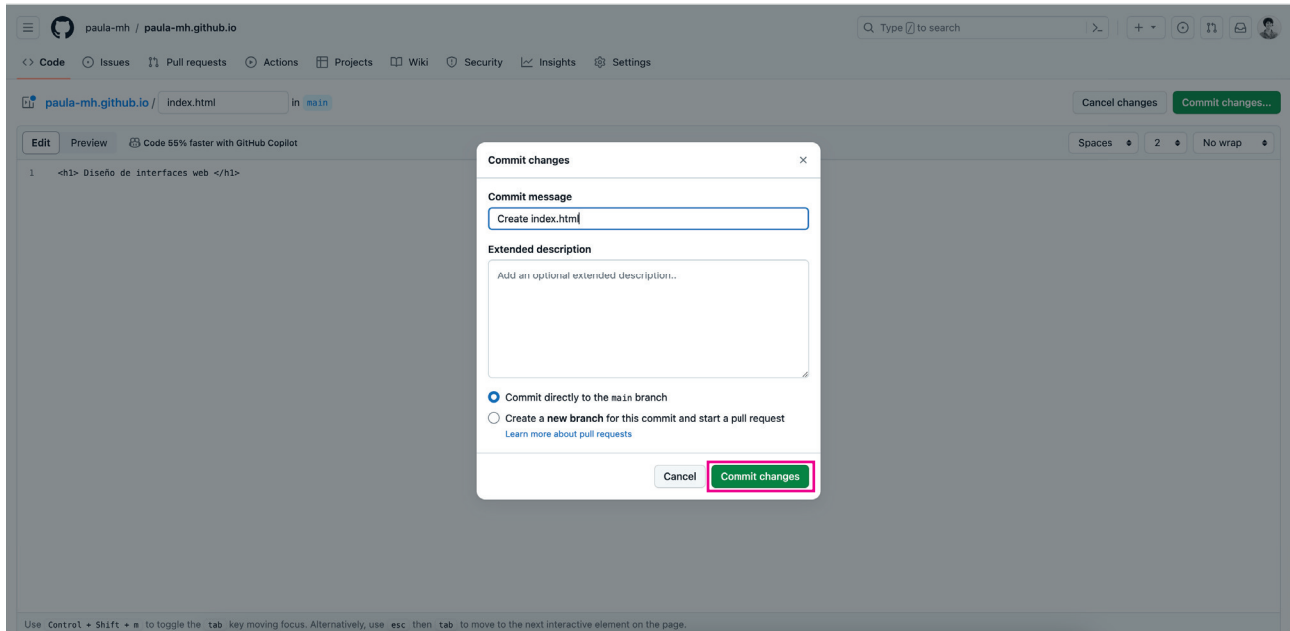 paula-mh / paula-mh.github.io
Type / to search
<> Code Issues Pull requests Actions Projects Wiki Security Insights Settings
paula-mh.github.io / index.html in main
Cancel changes Commit changes...
Edit Preview Code 55% faster with GitHub Copilot
Spaces 2 No wrap
1 <h1> Diseño de interfaces web </h1>
Commit changes
Commit message
Create index.html
Extended description
Add an optional extended description..
Commit directly to the main branch
Create a new branch for this commit and start a pull request
Learn more about pull requests
Cancel Commit changes
Use Control + Shift + m to toggle the tab key moving focus. Alternatively, use esc then tab to move to the next interactive element on the page.